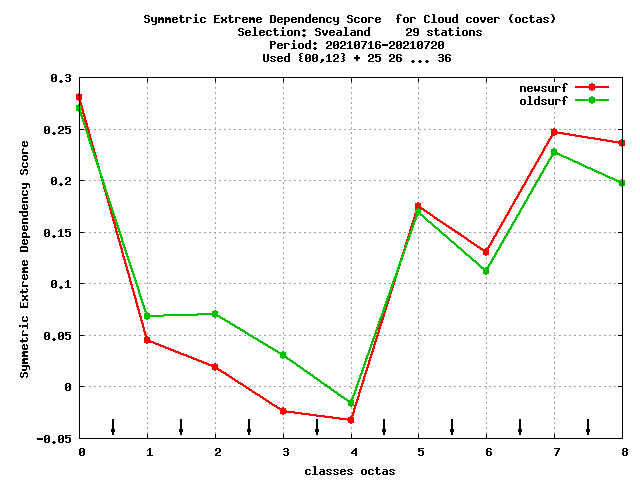 Symmetric Extreme Dependency Score  for Cloud cover (octas)
Selection: Svealand     29 stations
Period: 20210716-20210720
Used {00,12} + 25 26 ... 36
newsurf
oldsurf
Symmetric Extreme Dependency Score
0.3
0.25
0.2
0.15
0.1
0.05
0
-0.05
0 1 2 3 4 5 6 7 8
classes octas